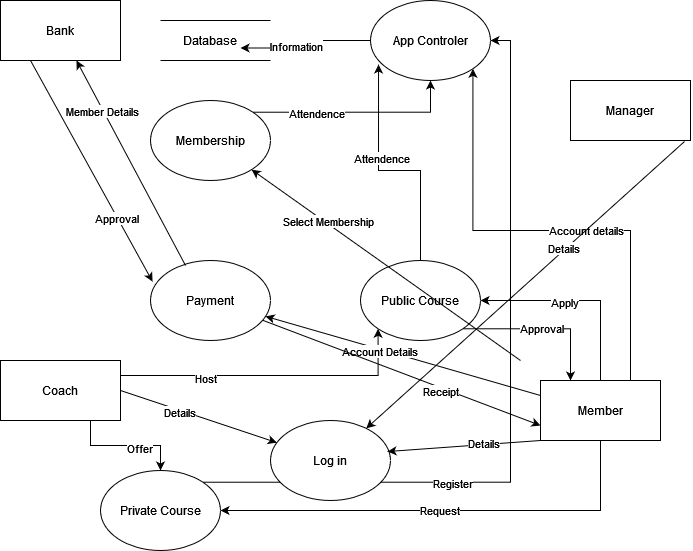 Bank
Database
Information
App Controler
Member Details
Attendence
Manager
Membership
Attendence
Approval
Select Membership
Account details
Details
Payment
Public Course
Apply
Approval
Account Details
Host
Coach
Receipt
Member
Details
Details
Offer
Log in
Register
Private Course
Request